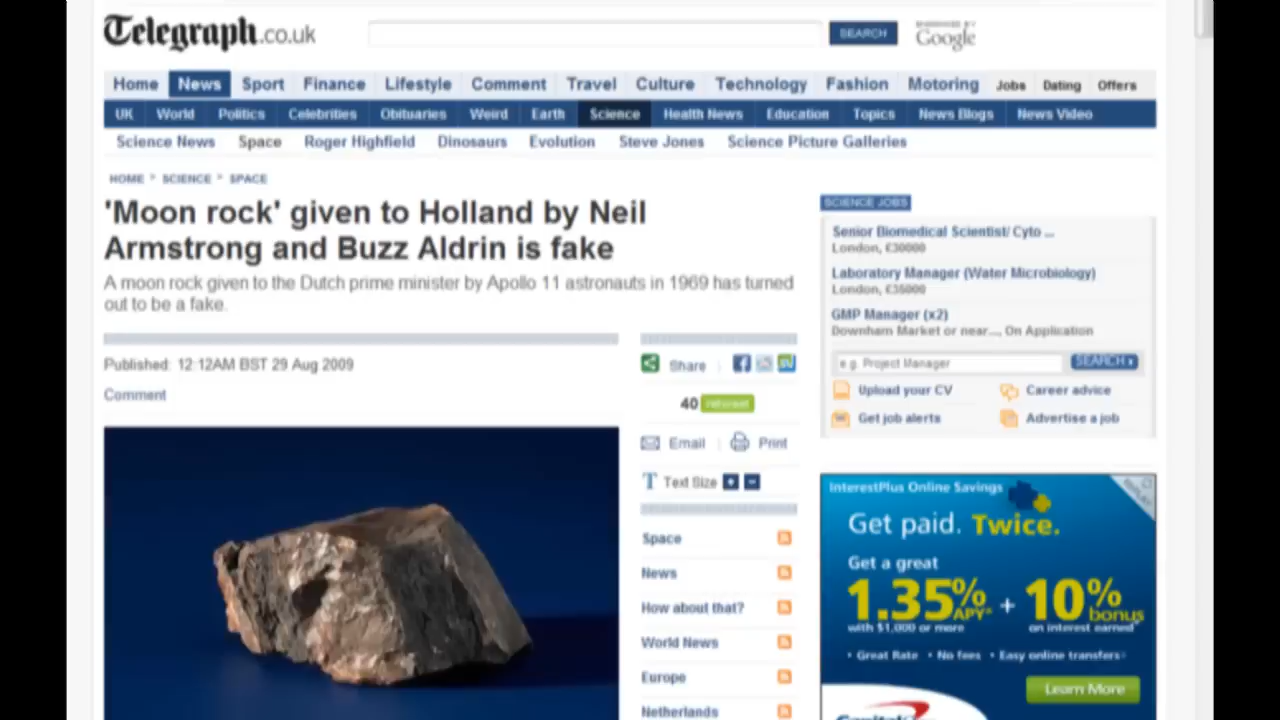 Telegraph.co.uk
SEARCH
Google
Home News Sport Finance Lifestyle Comment Travel Culture Technology Fashion Motoring Jobs Dating Offers
UK World Politics Celebrities Obituaries Weird Earth Science Health News Education Topics News Blogs News Video
Science News Space Roger Highfield Dinosaurs Evolution Steve Jones Science Picture Galleries
HOME > SCIENCE > SPACE
'Moon rock' given to Holland by Neil
Armstrong and Buzz Aldrin is fake
A moon rock given to the Dutch prime minister by Apollo 11 astronauts in 1969 has turned
out to be a fake.
Published: 12:12AM BST 29 Aug 2009
Comment
Share
40 retweet
Email Print
Text Size + -
Space
News
How about that?
World News
Europe
Netherlands
SCIENCE JOBS
Senior Biomedical Scientist/ Cyto ...
London, £30000
Laboratory Manager (Water Microbiology)
London, £35000
GMP Manager (x2)
Downham Market or near..., On Application
e.g. Project Manager SEARCH
Upload your CV Career advice
Get job alerts Advertise a job
InterestPlus Online Savings
Get paid. Twice.
Get a great
1.35% APY* + 10% bonus
with $1,000 or more on interest earned*
• Great Rate • No fees • Easy online transfers
Learn More